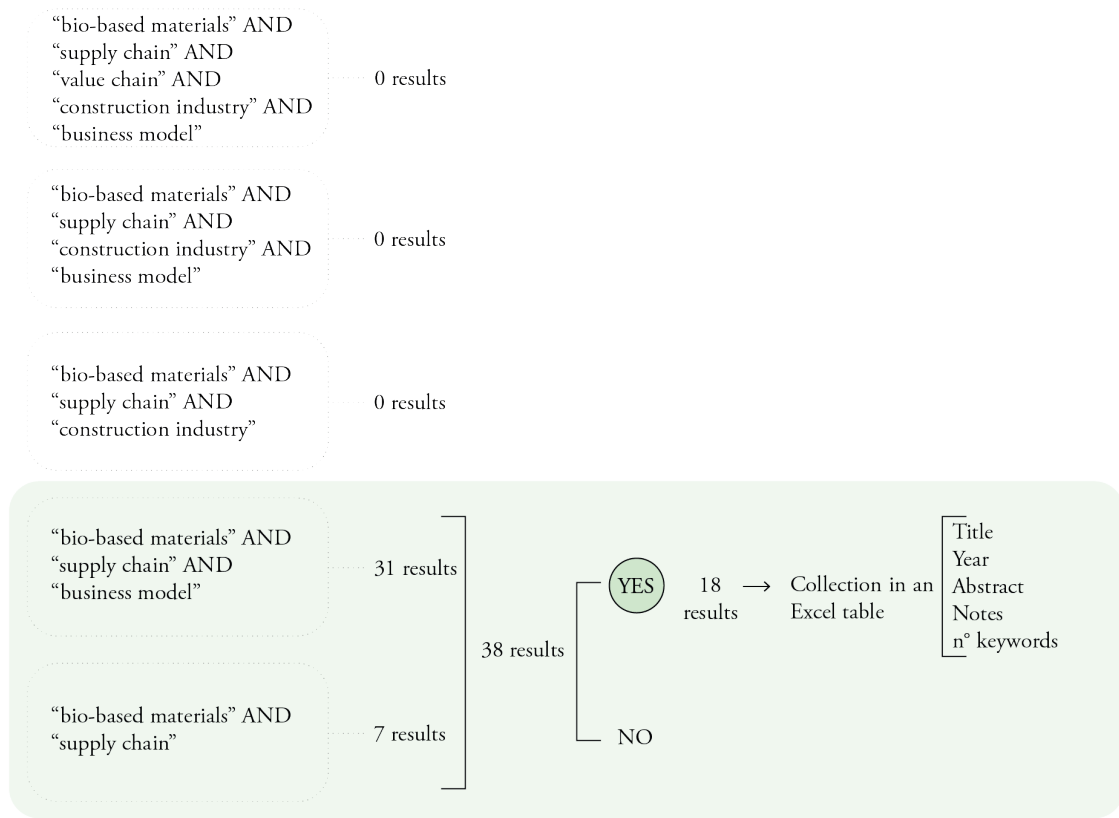 “bio-based materials” AND
“supply chain” AND
“value chain” AND
“construction industry” AND
“business model”
0 results
“bio-based materials” AND
“supply chain” AND
“construction industry” AND
“business model”
0 results
“bio-based materials” AND
“supply chain” AND
“construction industry”
0 results
“bio-based materials” AND
“supply chain” AND
“business model”
31 results
“bio-based materials” AND
“supply chain”
7 results
38 results
YES
18
results
Collection in an
Excel table
Title
Year
Abstract
Notes
n° keywords
NO